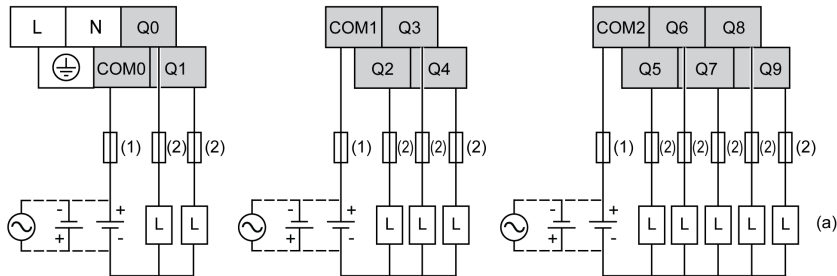 L N Q0 COM1 Q3 COM2 Q6 Q8
COM0 Q1 Q2 Q4 Q5 Q7 Q9
(1) (2) (2) (1) (2) (2) (2) (1) (2) (2) (2) (2) (2)
- + - + - +
L L L L L L L L L L (a)
+ - + - + -